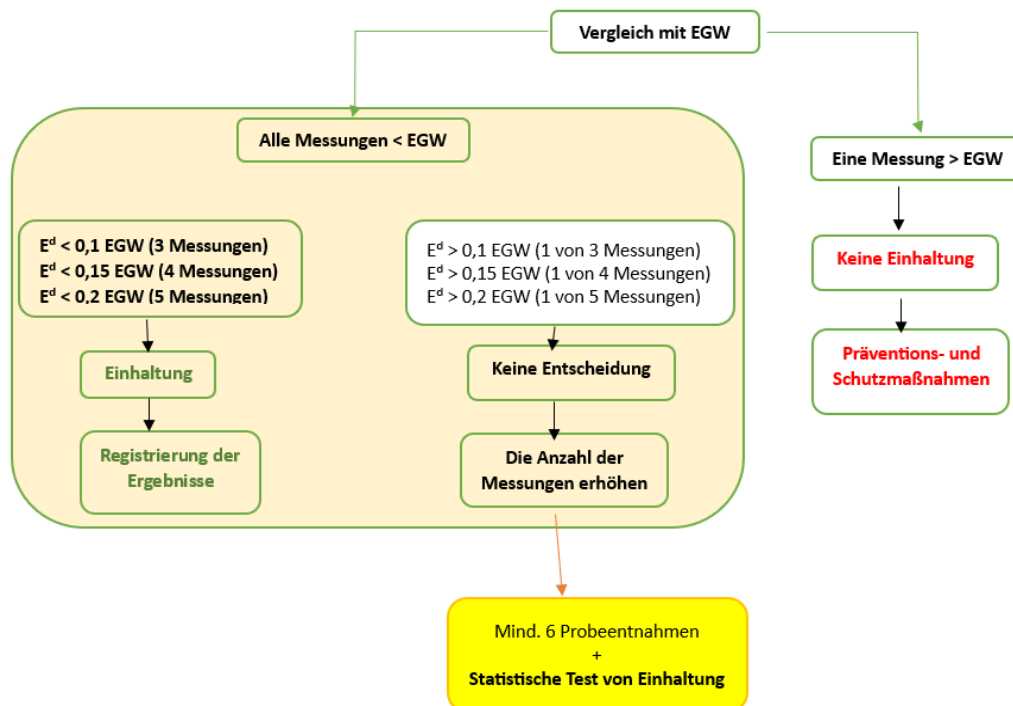 Vergleich mit EGW
Alle Messungen < EGW
Eine Messung > EGW
Eᵈ < 0,1 EGW (3 Messungen)
Eᵈ < 0,15 EGW (4 Messungen)
Eᵈ < 0,2 EGW (5 Messungen)
Eᵈ > 0,1 EGW (1 von 3 Messungen)
Eᵈ > 0,15 EGW (1 von 4 Messungen)
Eᵈ > 0,2 EGW (1 von 5 Messungen)
Keine Einhaltung
Einhaltung
Keine Entscheidung
Präventions- und
Schutzmaßnahmen
Registrierung der
Ergebnisse
Die Anzahl der
Messungen erhöhen
Mind. 6 Probeentnahmen
+
Statistische Test von Einhaltung